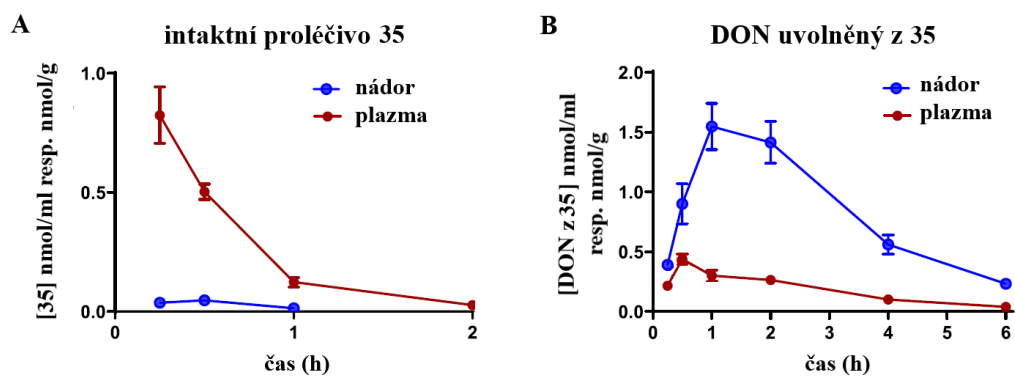 A
intaktní proléčivo 35
[35] nmol/ml resp. nmol/g
1.0
0.5
0.0
nádor
plazma
0
1
2
čas (h)
B
DON uvolněný z 35
[DON z 35] nmol/ml
resp. nmol/g
2.0
1.5
1.0
0.5
0.0
nádor
plazma
0
1
2
4
6
čas (h)